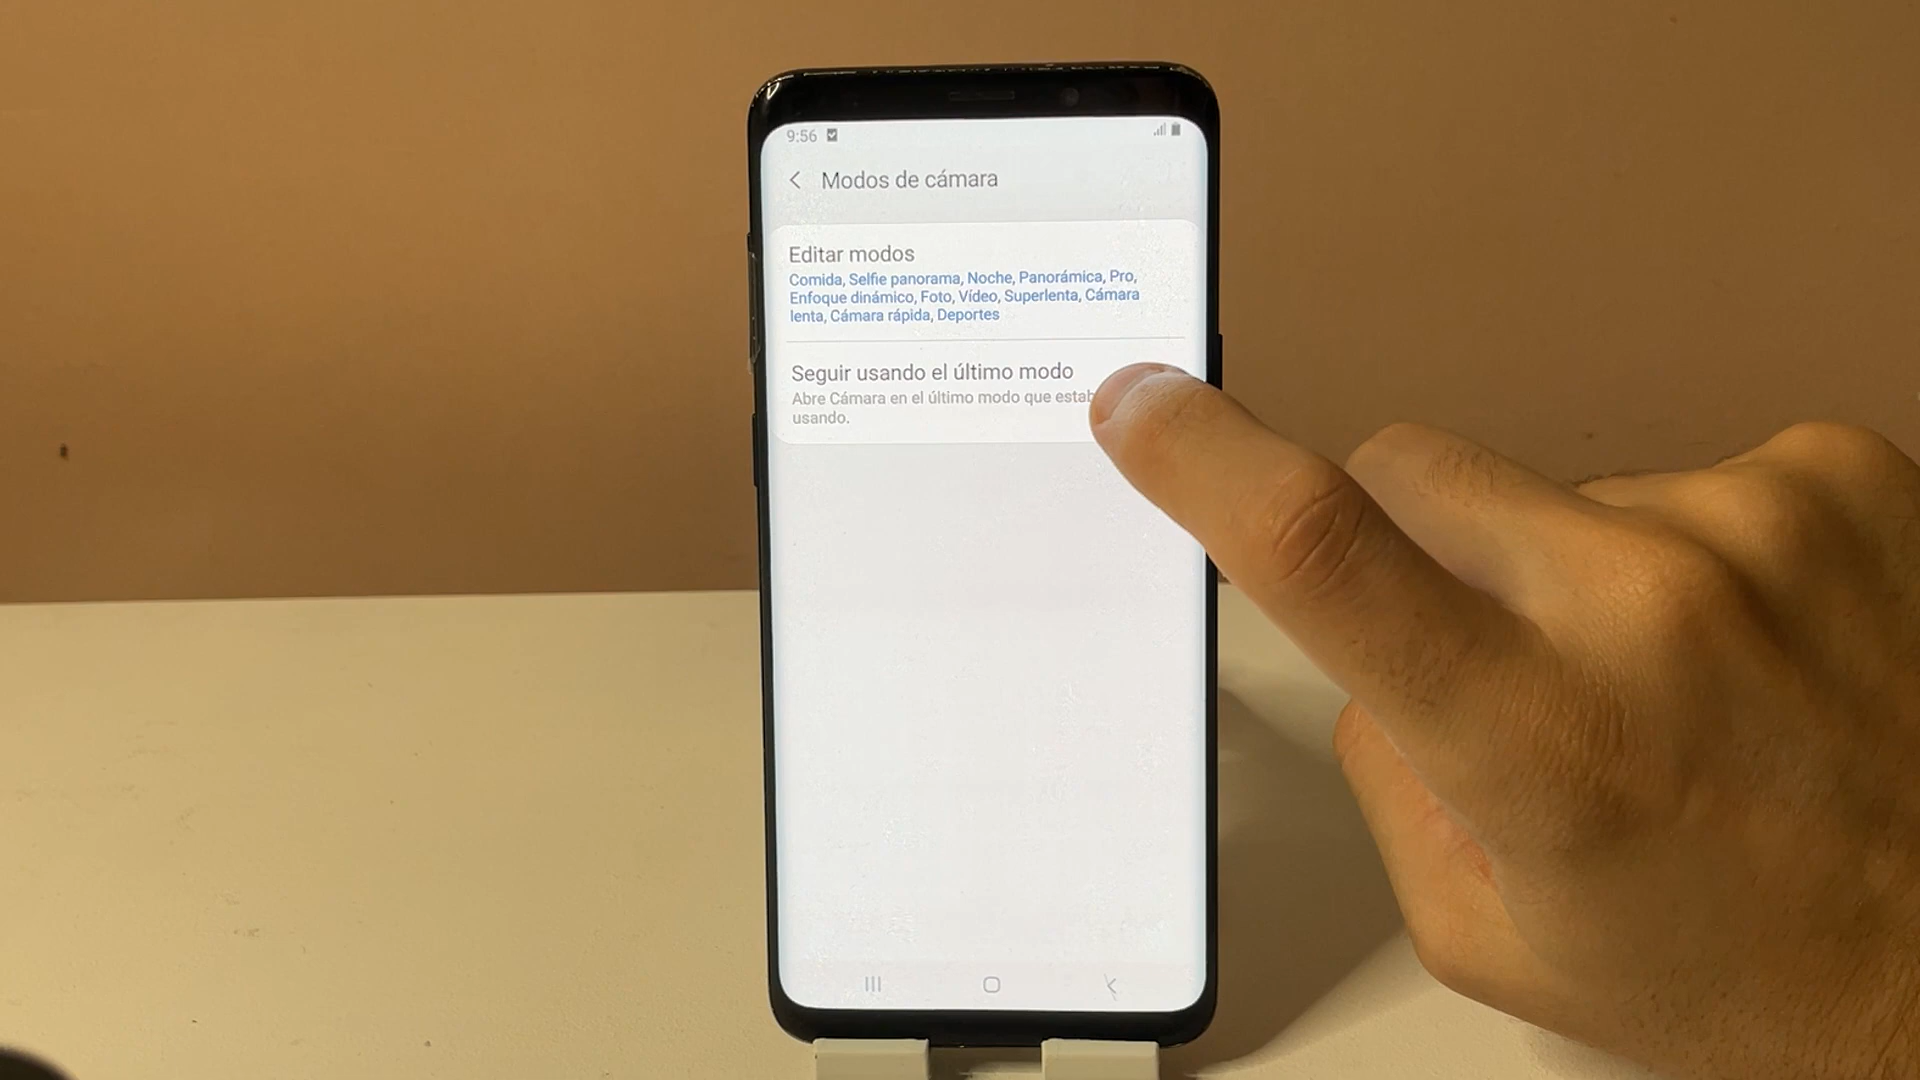 9:56
Modos de cámara
Editar modos
Comida, Selfie panorama, Noche, Panorámica, Pro,
Enfoque dinámico, Foto, Vídeo, Superlenta, Cámara
lenta, Cámara rápida, Deportes
Seguir usando el último modo
Abre Cámara en el último modo que
usando.